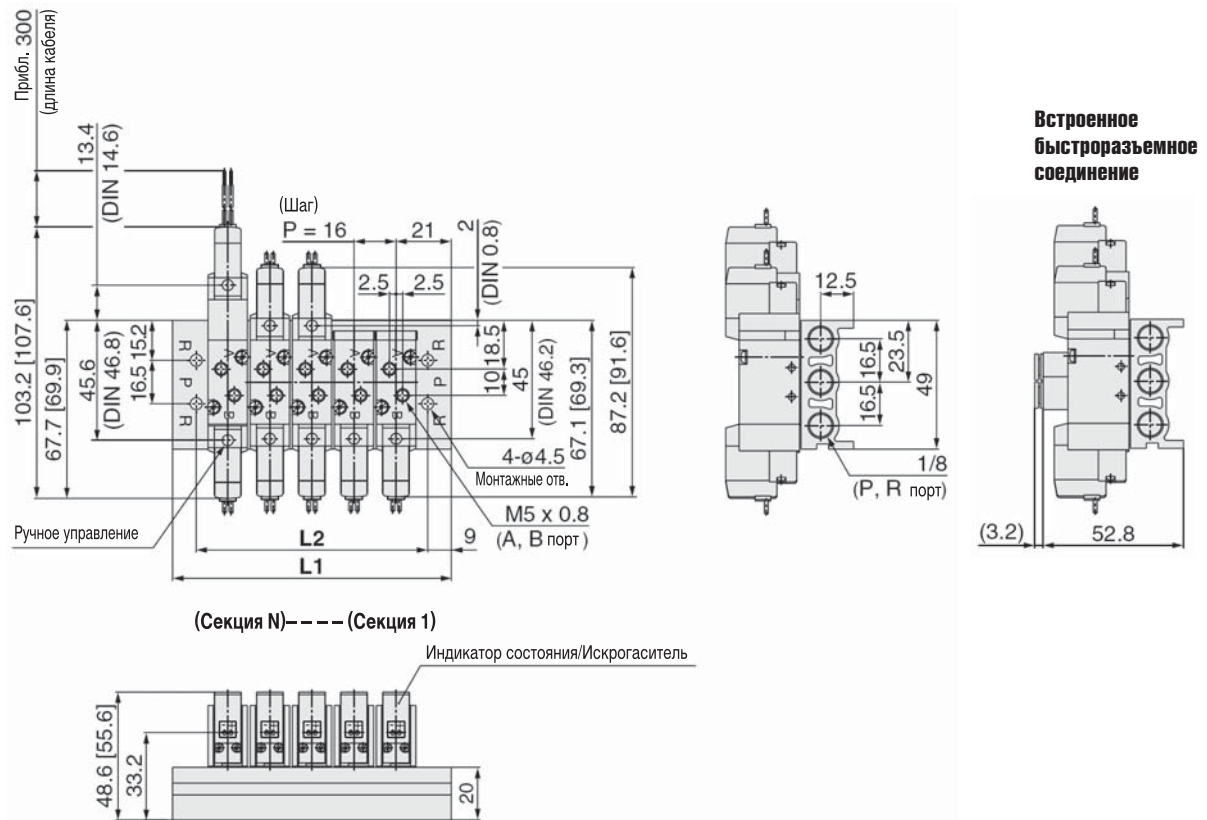 Прибл. 300
(длина кабеля)
13.4
(DIN 14.6)
(Шаг)
P = 16
21
2
(DIN 0.8)
2.5
2.5
103.2 [107.6]
67.7 [69.9]
45.6
(DIN 46.8)
16.5
15.2
R
P
R
A
A
A
A
A
B
B
B
B
B
R
P
R
10
18.5
45
(DIN 46.2)
67.1 [69.3]
87.2 [91.6]
4-ø4.5
Монтажные отв.
M5 x 0.8
(A, B порт)
Ручное управление
L2
9
L1
12.5
16.5
16.5
23.5
49
1/8
(P, R порт)
Встроенное
быстроразъемное
соединение
(3.2)
52.8
(Секция N)---- (Секция 1)
Индикатор состояния/Искрогаситель
48.6 [55.6]
33.2
20